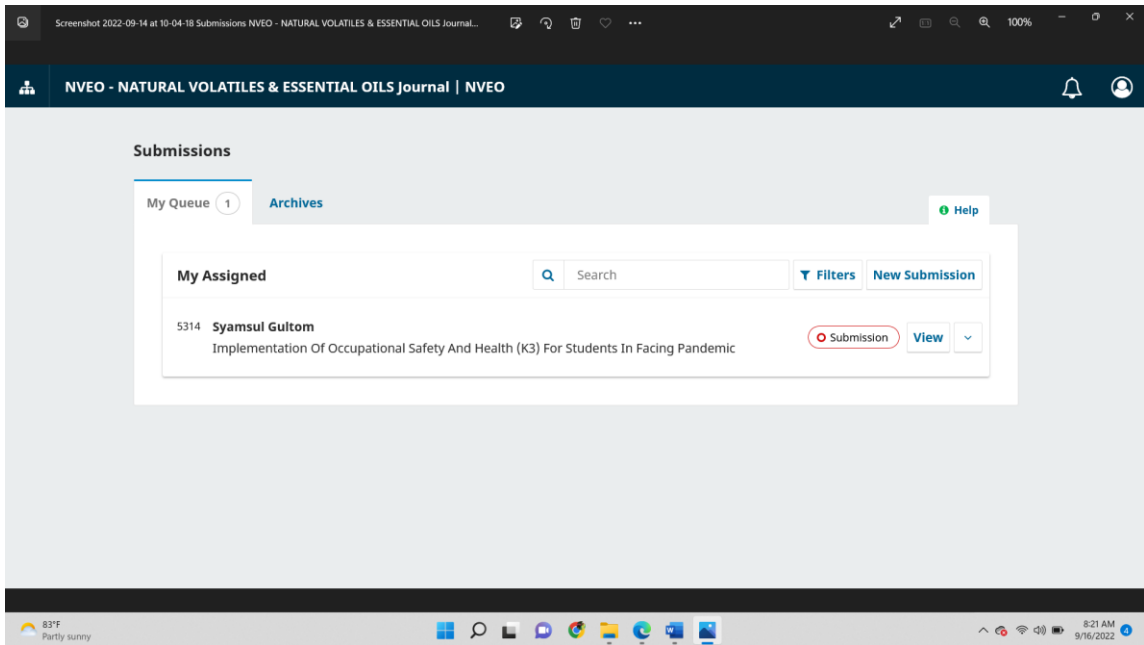 Screenshot 2022-09-14 at 10-04-18 Submissions NVEO - NATURAL VOLATILES & ESSENTIAL OILS Journal... 100%
NVEO - NATURAL VOLATILES & ESSENTIAL OILS Journal | NVEO
Submissions
My Queue 1 Archives
Help
My Assigned Search Filters New Submission
5314 Syamsul Gultom
Implementation Of Occupational Safety And Health (K3) For Students In Facing Pandemic
Submission View
83°F
Partly sunny
8:21 AM
9/16/2022 4